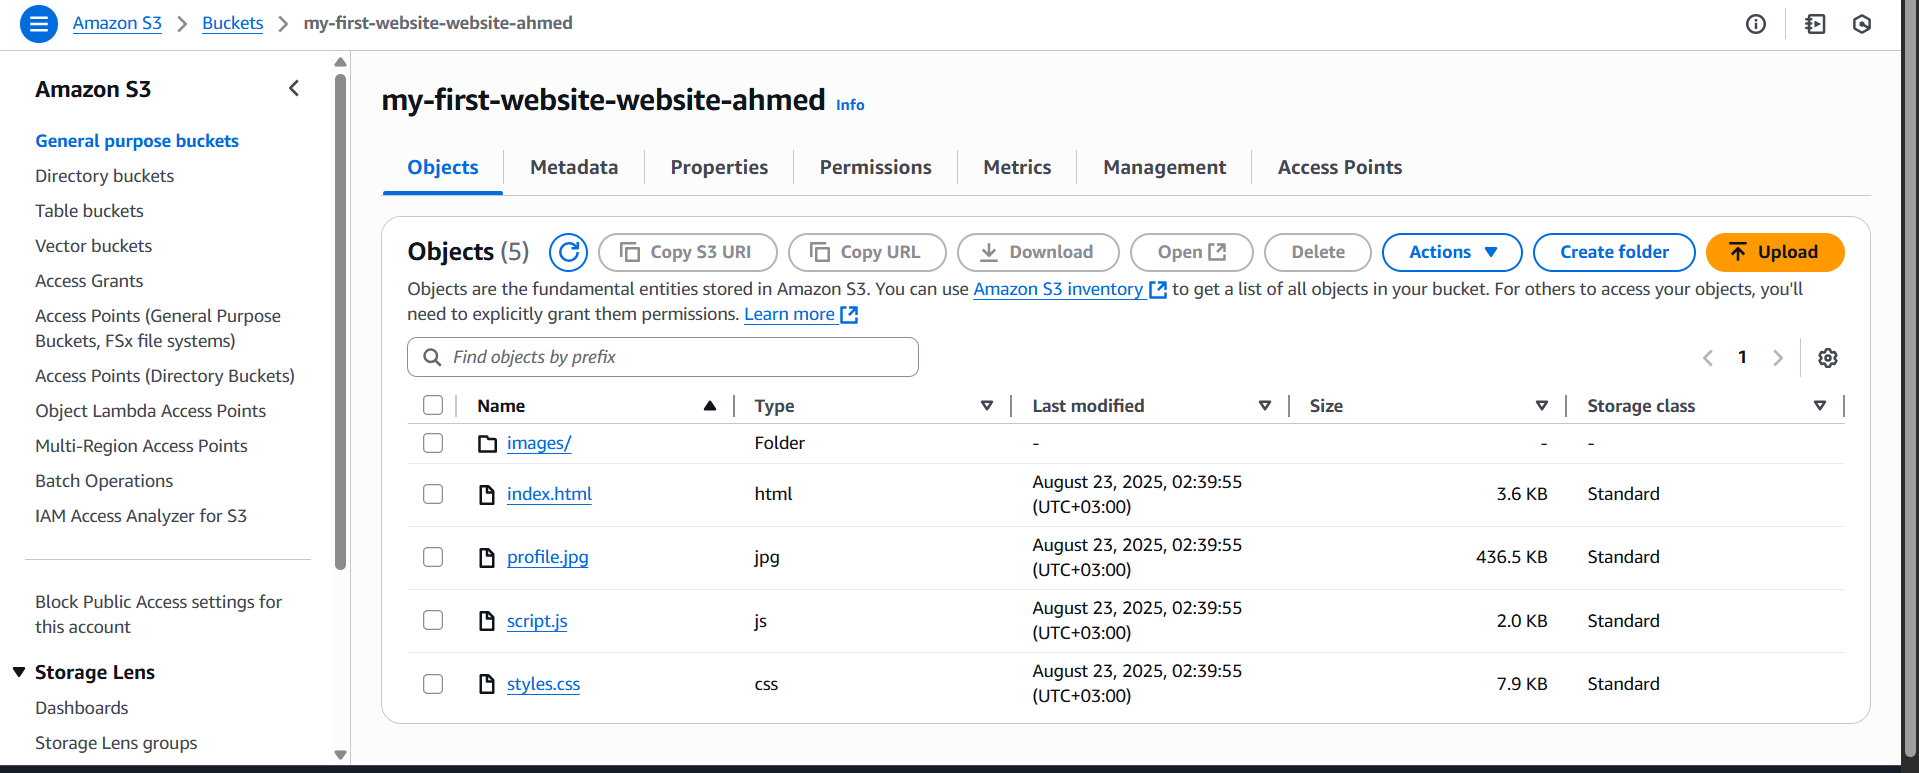 Amazon S3 > Buckets > my-first-website-website-ahmed
Amazon S3
General purpose buckets
Directory buckets
Table buckets
Vector buckets
Access Grants
Access Points (General Purpose
Buckets, FSx file systems)
Access Points (Directory Buckets)
Object Lambda Access Points
Multi-Region Access Points
Batch Operations
IAM Access Analyzer for S3
Block Public Access settings for
this account
Storage Lens
Dashboards
Storage Lens groups
my-first-website-website-ahmed Info
Objects Metadata Properties Permissions Metrics Management Access Points
Objects (5) Copy S3 URI Copy URL Download Open Delete Actions Create folder Upload
Objects are the fundamental entities stored in Amazon S3. You can use Amazon S3 inventory to get a list of all objects in your bucket. For others to access your objects, you'll
need to explicitly grant them permissions. Learn more
Find objects by prefix
1
Name Type Last modified Size Storage class
images/ Folder - - -
index.html html August 23, 2025, 02:39:55 (UTC+03:00) 3.6 KB Standard
profile.jpg jpg August 23, 2025, 02:39:55 (UTC+03:00) 436.5 KB Standard
script.js js August 23, 2025, 02:39:55 (UTC+03:00) 2.0 KB Standard
styles.css css August 23, 2025, 02:39:55 (UTC+03:00) 7.9 KB Standard